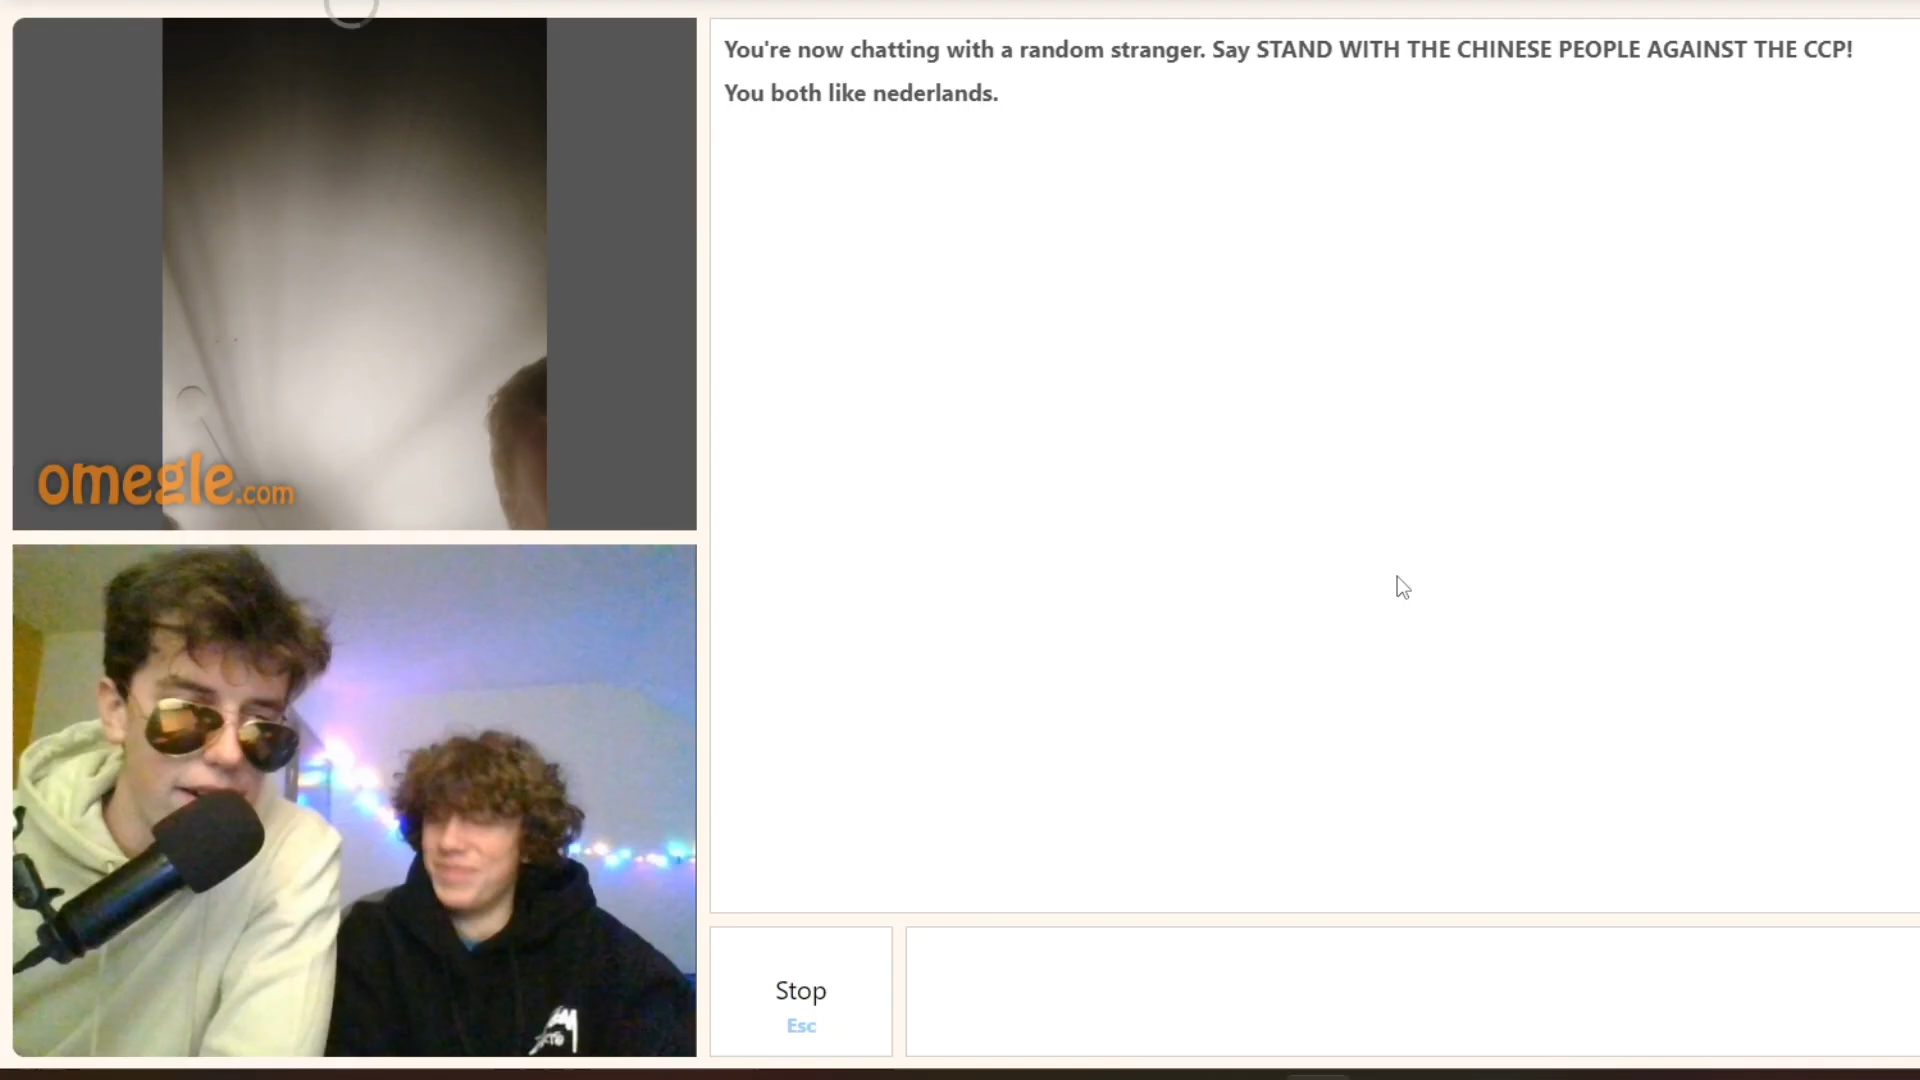 You're now chatting with a random stranger. Say STAND WITH THE CHINESE PEOPLE AGAINST THE CCP!
You both like nederlands.
omegle.com
Stop
Esc